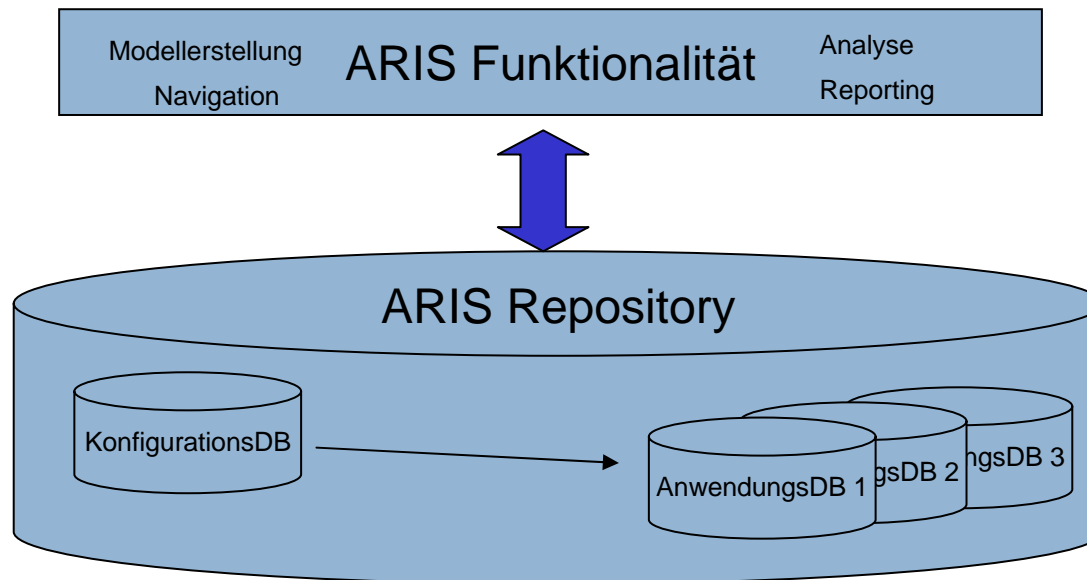 Modellerstellung
Navigation
ARIS Funktionalität
Analyse
Reporting
ARIS Repository
KonfigurationsDB
AnwendungsDB 1
gsDB 2
ngsDB 3